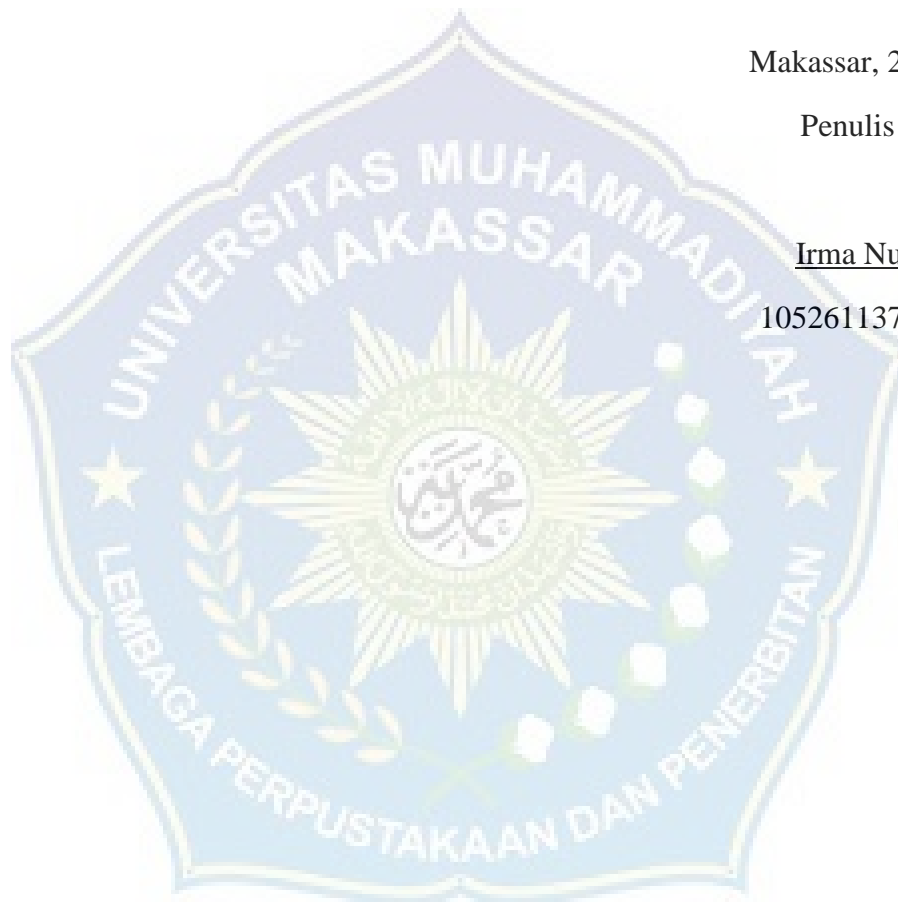 Makassar, 2
Penulis
Irma Nu
105261137
UNIVERSITAS MUHAMMADIYAH
MAKASSAR
LEMBAGA PERPUSTAKAAN DAN PENERBITAN